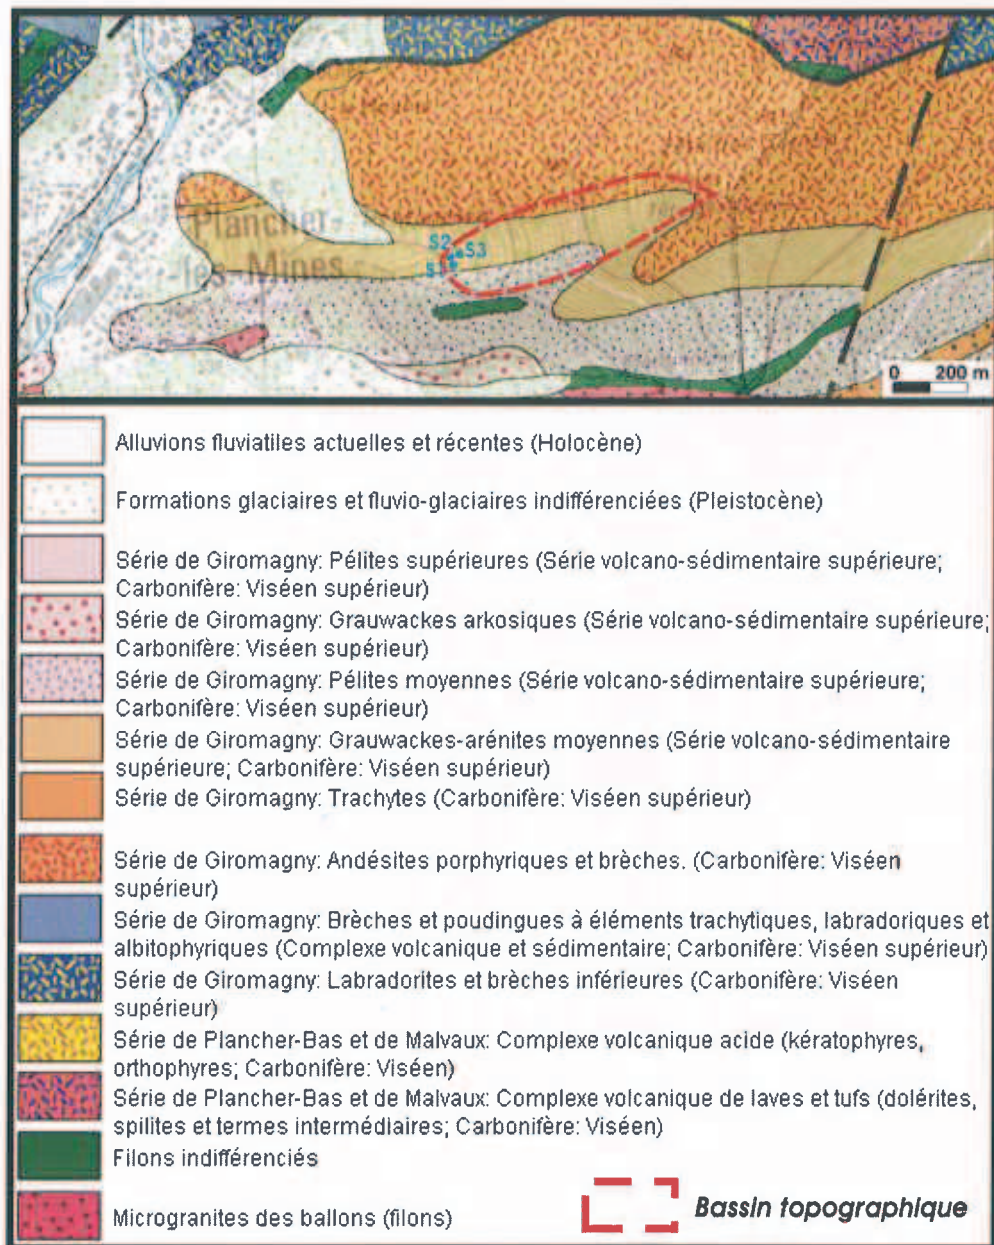 Plancher-
-les-Mines
S2
S3
S1
0 200 m
Alluvions fluviatiles actuelles et récentes (Holocène)
Formations glaciaires et fluvio-glaciaires indifférenciées (Pleistocène)
Série de Giromagny: Pélites supérieures (Série volcano-sédimentaire supérieure;
Carbonifère: Viséen supérieur)
Série de Giromagny: Grauwackes arkosiques (Série volcano-sédimentaire supérieure;
Carbonifère: Viséen supérieur)
Série de Giromagny: Pélites moyennes (Série volcano-sédimentaire supérieure;
Carbonifère: Viséen supérieur)
Série de Giromagny: Grauwackes-arénites moyennes (Série volcano-sédimentaire
supérieure; Carbonifère: Viséen supérieur)
Série de Giromagny: Trachytes (Carbonifère: Viséen supérieur)
Série de Giromagny: Andésites porphyriques et brèches. (Carbonifère: Viséen
supérieur)
Série de Giromagny: Brèches et poudingues à éléments trachytiques, labradoriques et
albitophyriques (Complexe volcanique et sédimentaire; Carbonifère: Viséen supérieur)
Série de Giromagny: Labradorites et brèches inférieures (Carbonifère: Viséen
supérieur)
Série de Plancher-Bas et de Malvaux: Complexe volcanique acide (kératophyres,
orthophyres; Carbonifère: Viséen)
Série de Plancher-Bas et de Malvaux: Complexe volcanique de laves et tufs (dolérites,
spilites et termes intermédiaires; Carbonifère: Viséen)
Filons indifférenciés
Microgranites des ballons (filons)
Bassin topographique